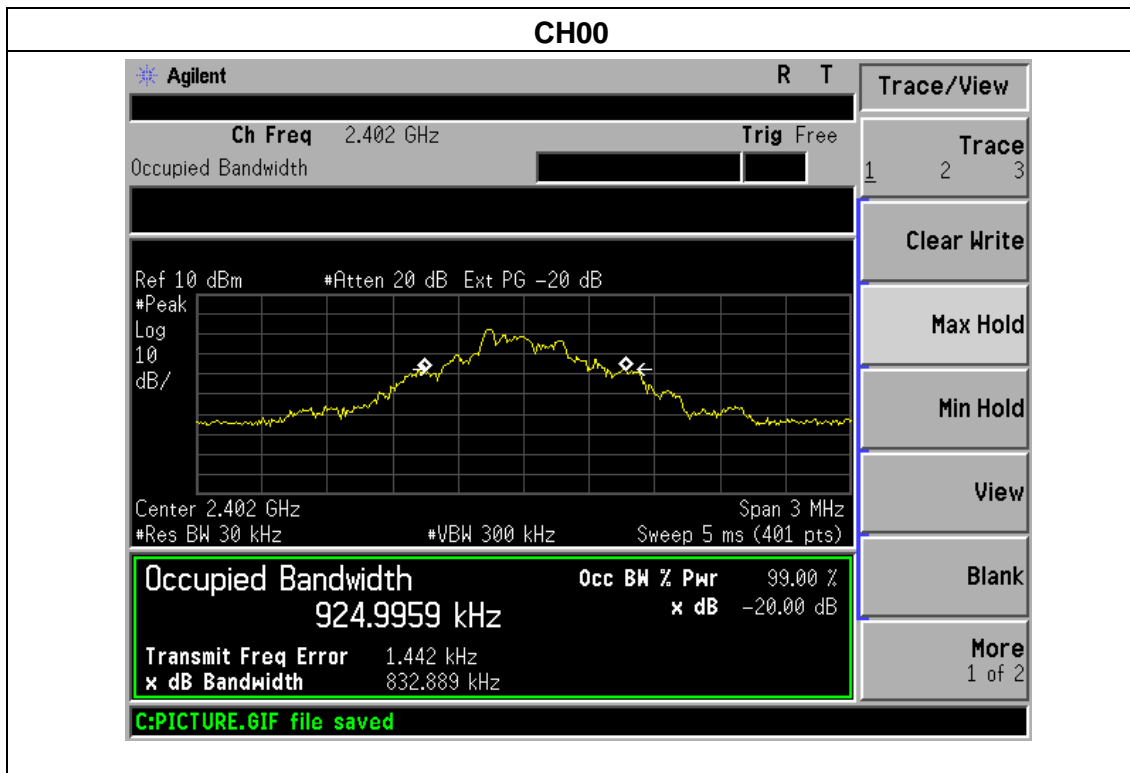 CH00
Agilent R T
Ch Freq 2.402 GHz Trig Free
Occupied Bandwidth
Ref 10 dBm #Atten 20 dB Ext PG -20 dB
#Peak
Log
10
dB/
Center 2.402 GHz Span 3 MHz
#Res BW 30 kHz #VBW 300 kHz Sweep 5 ms (401 pts)
Occupied Bandwidth Occ BW % Pwr 99.00 %
924.9959 kHz x dB -20.00 dB
Transmit Freq Error 1.442 kHz
x dB Bandwidth 832.889 kHz
C:PICTURE.GIF file saved
Trace/View
Trace
1 2 3
Clear Write
Max Hold
Min Hold
View
Blank
More
1 of 2